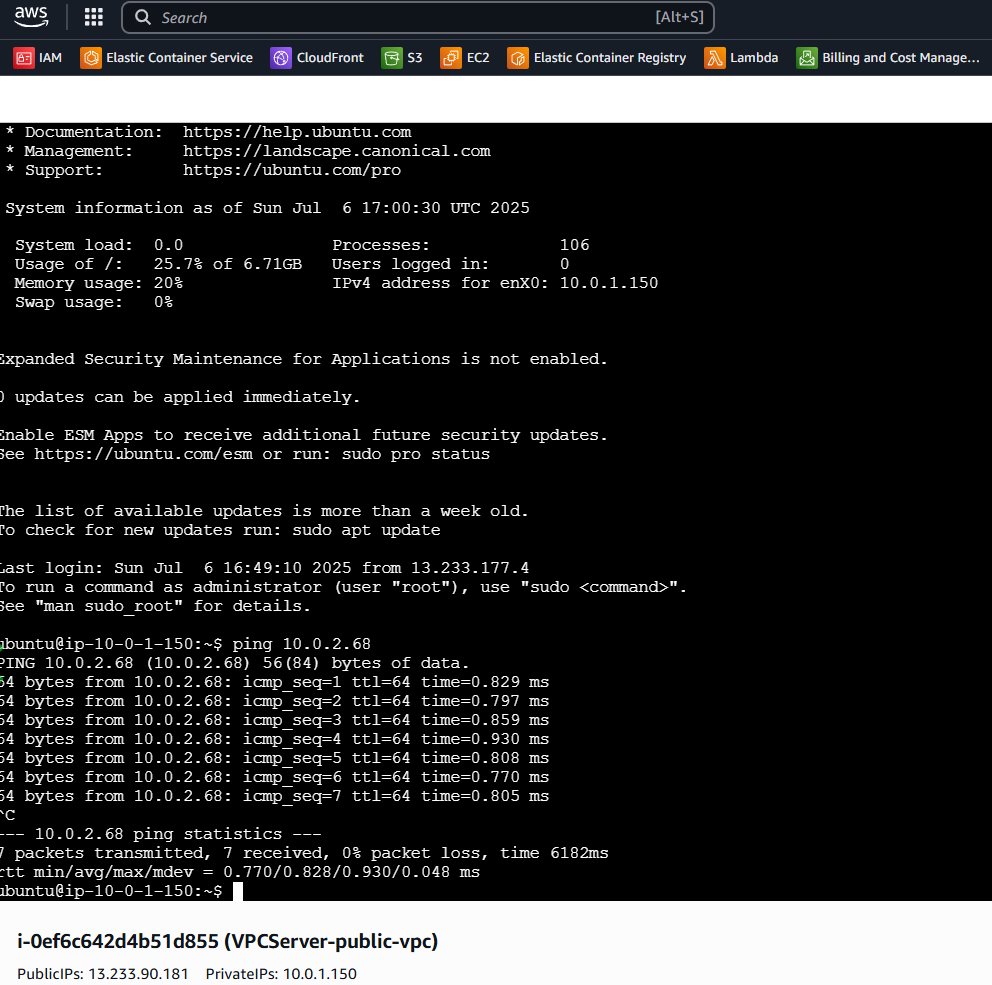 aws
Search [Alt+S]
IAM Elastic Container Service CloudFront S3 EC2 Elastic Container Registry Lambda Billing and Cost Manage...
* Documentation: https://help.ubuntu.com
* Management: https://landscape.canonical.com
* Support: https://ubuntu.com/pro
System information as of Sun Jul 6 17:00:30 UTC 2025
System load: 0.0 Processes: 106
Usage of /: 25.7% of 6.71GB Users logged in: 0
Memory usage: 20% IPv4 address for enX0: 10.0.1.150
Swap usage: 0%
Expanded Security Maintenance for Applications is not enabled.
0 updates can be applied immediately.
Enable ESM Apps to receive additional future security updates.
See https://ubuntu.com/esm or run: sudo pro status
The list of available updates is more than a week old.
To check for new updates run: sudo apt update
Last login: Sun Jul 6 16:49:10 2025 from 13.233.177.4
To run a command as administrator (user "root"), use "sudo <command>".
See "man sudo_root" for details.
ubuntu@ip-10-0-1-150:~$ ping 10.0.2.68
PING 10.0.2.68 (10.0.2.68) 56(84) bytes of data.
64 bytes from 10.0.2.68: icmp_seq=1 ttl=64 time=0.829 ms
64 bytes from 10.0.2.68: icmp_seq=2 ttl=64 time=0.797 ms
64 bytes from 10.0.2.68: icmp_seq=3 ttl=64 time=0.859 ms
64 bytes from 10.0.2.68: icmp_seq=4 ttl=64 time=0.930 ms
64 bytes from 10.0.2.68: icmp_seq=5 ttl=64 time=0.808 ms
64 bytes from 10.0.2.68: icmp_seq=6 ttl=64 time=0.770 ms
64 bytes from 10.0.2.68: icmp_seq=7 ttl=64 time=0.805 ms
^C
--- 10.0.2.68 ping statistics ---
7 packets transmitted, 7 received, 0% packet loss, time 6182ms
rtt min/avg/max/mdev = 0.770/0.828/0.930/0.048 ms
ubuntu@ip-10-0-1-150:~$
i-0ef6c642d4b51d855 (VPCServer-public-vpc)
PublicIPs: 13.233.90.181 PrivateIPs: 10.0.1.150